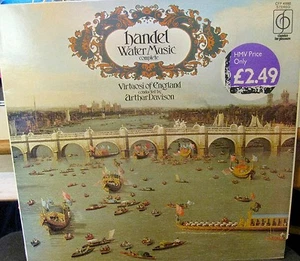 Handel
Water Music
complete
Virtuosi of England
conducted by
Arthur Davison
HMV Price
Only
£2.49